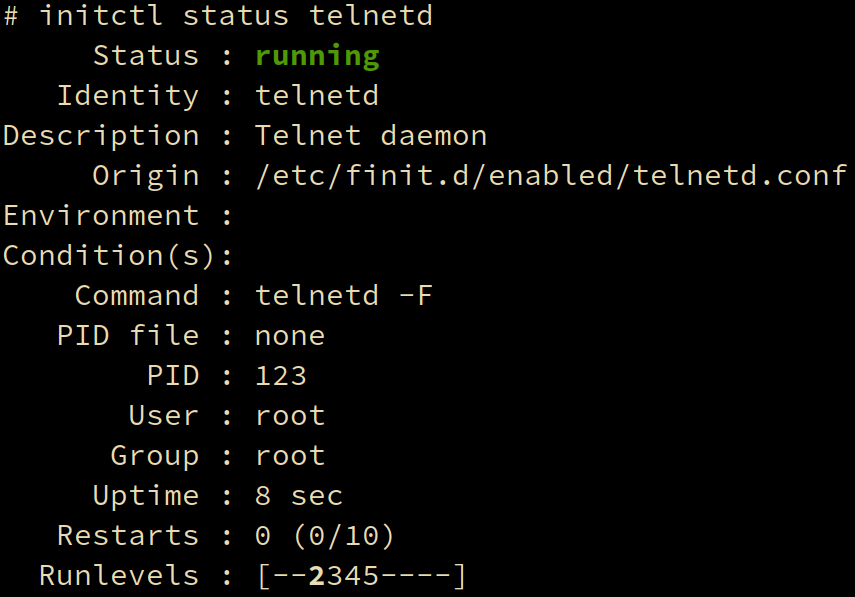 # initctl status telnetd
Status : running
Identity : telnetd
Description : Telnet daemon
Origin : /etc/finit.d/enabled/telnetd.conf
Environment :
Condition(s):
Command : telnetd -F
PID file : none
PID : 123
User : root
Group : root
Uptime : 8 sec
Restarts : 0 (0/10)
Runlevels : [--2345----]